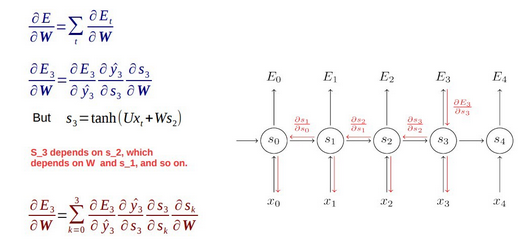 ∂E/∂W = ∑_t ∂E_t/∂W
∂E_3/∂W = ∂E_3/∂ŷ_3 ∂ŷ_3/∂s_3 ∂s_3/∂W
But s_3 = tanh(Ux_t + Ws_2)
S_3 depends on s_2, which
depends on W and s_1, and so on.
∂E_3/∂W = ∑_{k=0}^{3} ∂E_3/∂ŷ_3 ∂ŷ_3/∂s_3 ∂s_3/∂s_k ∂s_k/∂W
E_0 E_1 E_2 E_3 E_4
∂E_3/∂s_3
∂s_1/∂s_0 ∂s_2/∂s_1 ∂s_3/∂s_2
s_0 s_1 s_2 s_3 s_4
x_0 x_1 x_2 x_3 x_4